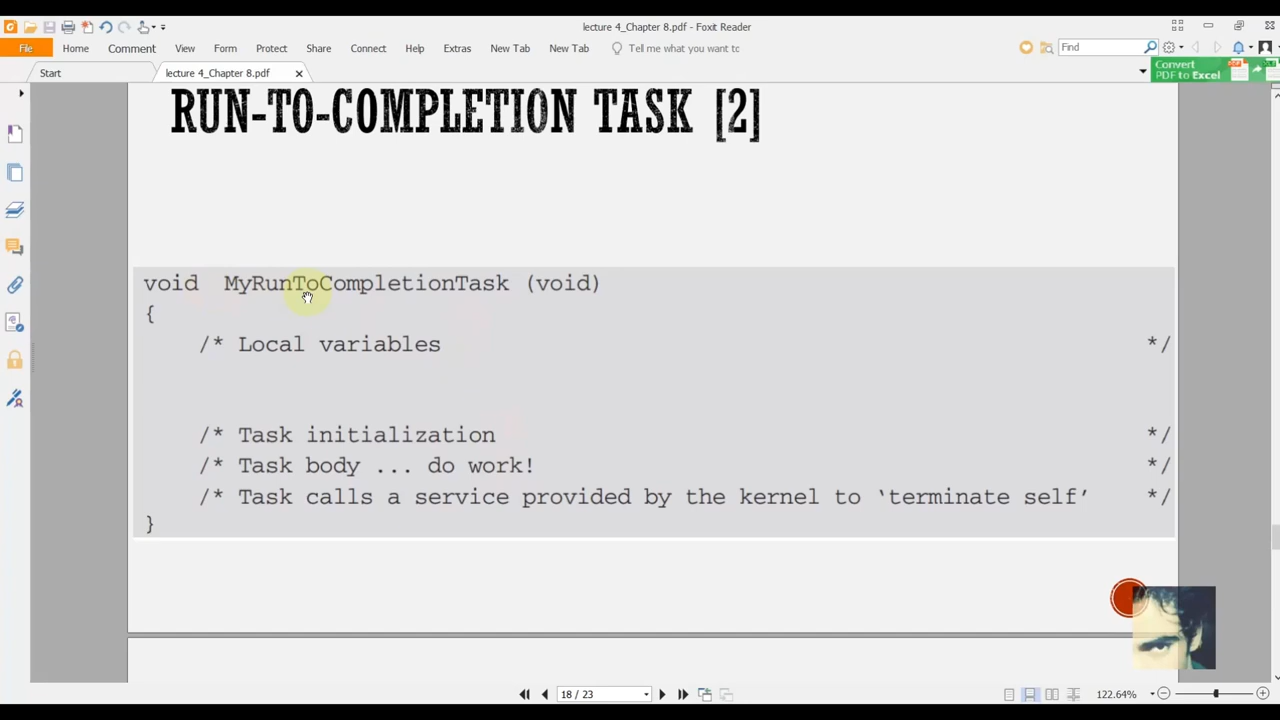 lecture 4_Chapter 8.pdf - Foxit Reader
File Home Comment View Form Protect Share Connect Help Extras New Tab New Tab Tell me what you want to Find
Start lecture 4_Chapter 8.pdf
Convert
PDF to Excel
RUN-TO-COMPLETION TASK [2]
void MyRunToCompletionTask (void)
{
/* Local variables */
/* Task initialization */
/* Task body ... do work! */
/* Task calls a service provided by the kernel to ‘terminate self’ */
}
18 / 23 122.64%